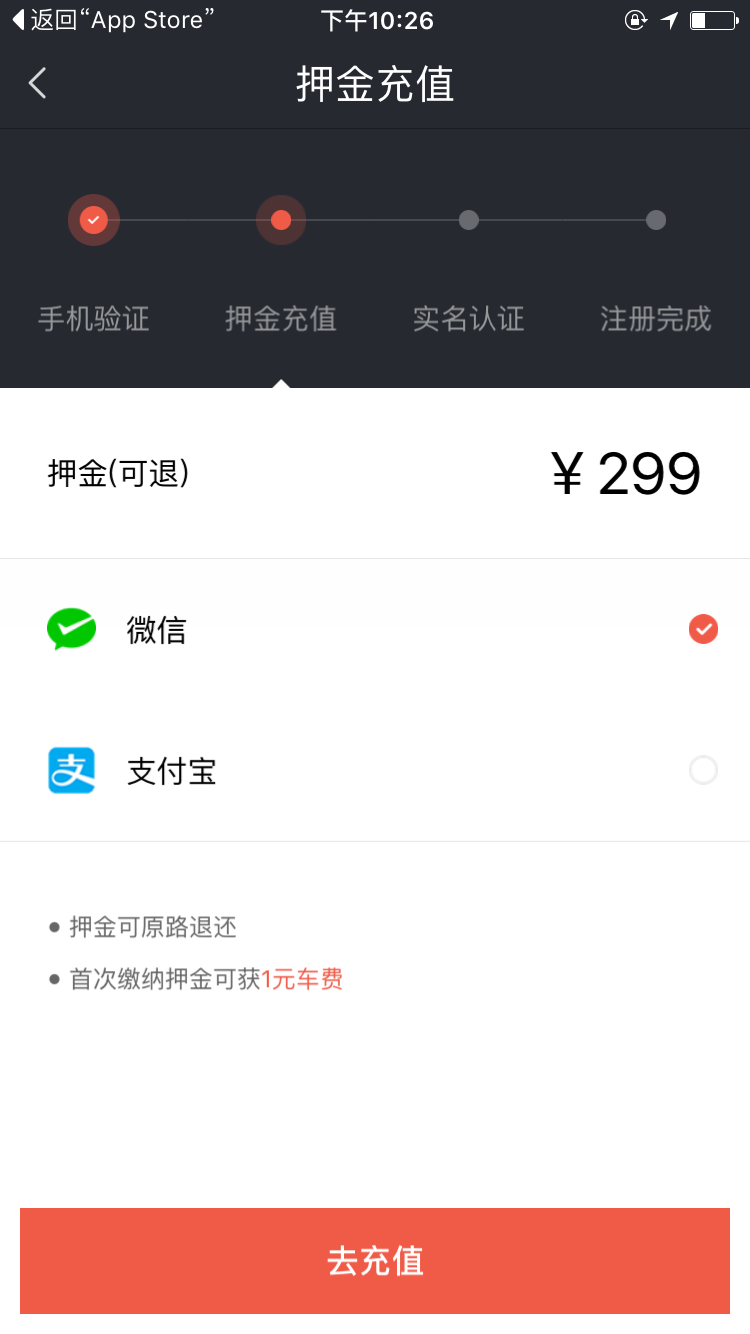 返回“App Store”
下午10:26
押金充值
手机验证
押金充值
实名认证
注册完成
押金(可退)
¥ 299
微信
支
支付宝
● 押金可原路退还
● 首次缴纳押金可获1元车费
去充值